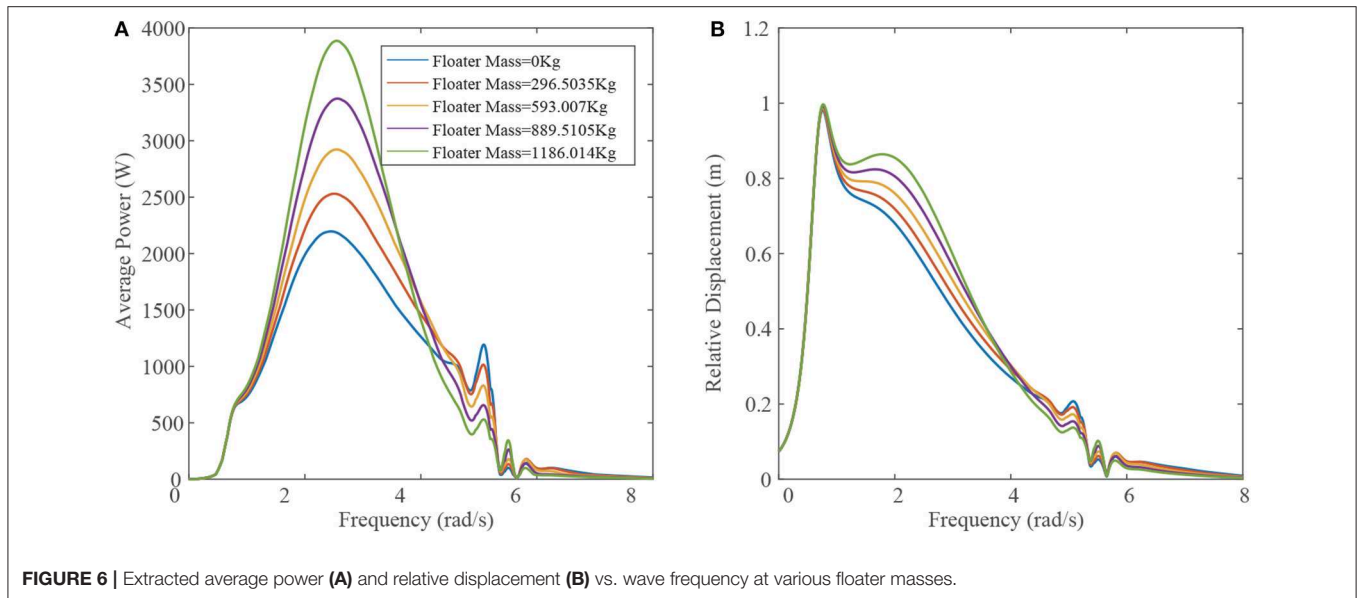 A
4000
3500
3000
2500
2000
1500
1000
500
0
Average Power (W)
0 2 4 6 8
Frequency (rad/s)
Floater Mass=0Kg
Floater Mass=296.5035Kg
Floater Mass=593.007Kg
Floater Mass=889.5105Kg
Floater Mass=1186.014Kg
B
1.2
1
0.8
0.6
0.4
0.2
0
Relative Displacement (m)
0 2 4 6 8
Frequency (rad/s)
FIGURE 6 | Extracted average power (A) and relative displacement (B) vs. wave frequency at various floater masses.